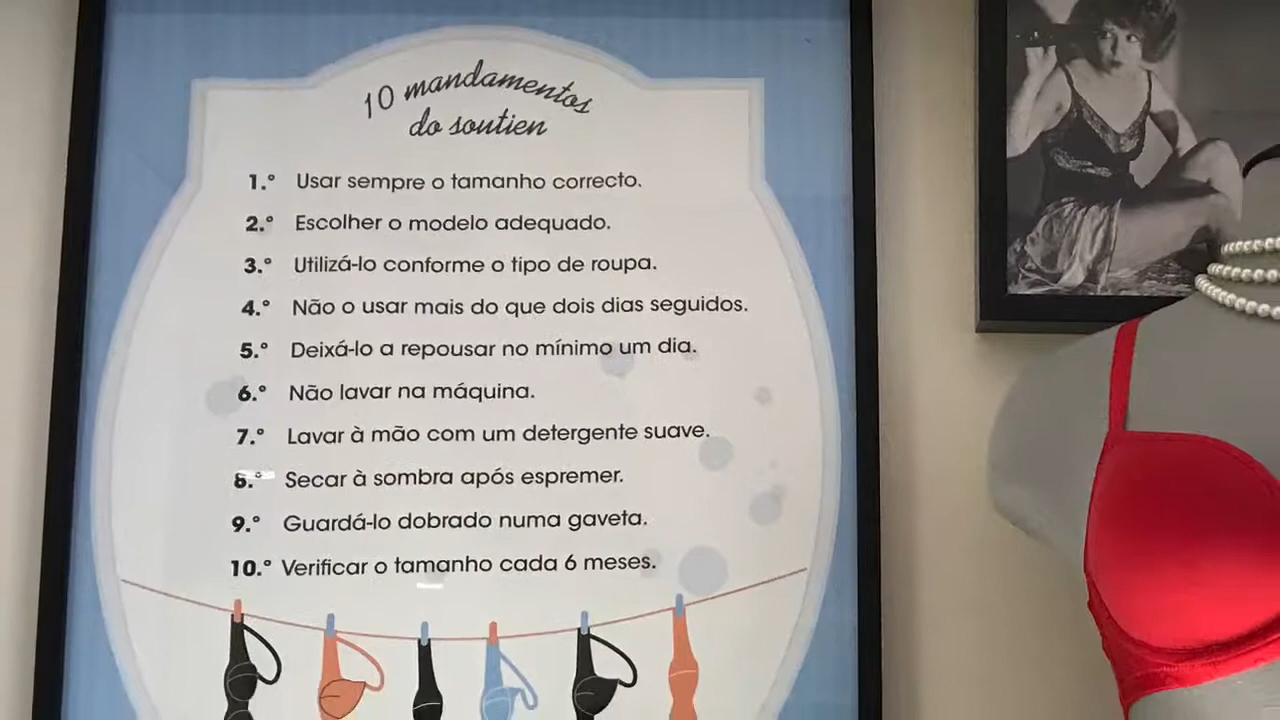 10 mandamentos
do soutien
1.º Usar sempre o tamanho correcto.
2.º Escolher o modelo adequado.
3.º Utilizá-lo conforme o tipo de roupa.
4.º Não o usar mais do que dois dias seguidos.
5.º Deixá-lo a repousar no mínimo um dia.
6.º Não lavar na máquina.
7.º Lavar à mão com um detergente suave.
8.º Secar à sombra após espremer.
9.º Guardá-lo dobrado numa gaveta.
10.º Verificar o tamanho cada 6 meses.